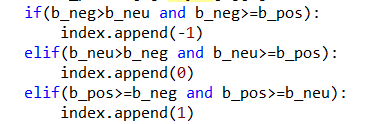 if(b_neg>b_neu and b_neg>=b_pos):
    index.append(-1)
elif(b_neu>b_neg and b_neu>=b_pos):
    index.append(0)
elif(b_pos>=b_neg and b_pos>=b_neu):
    index.append(1)